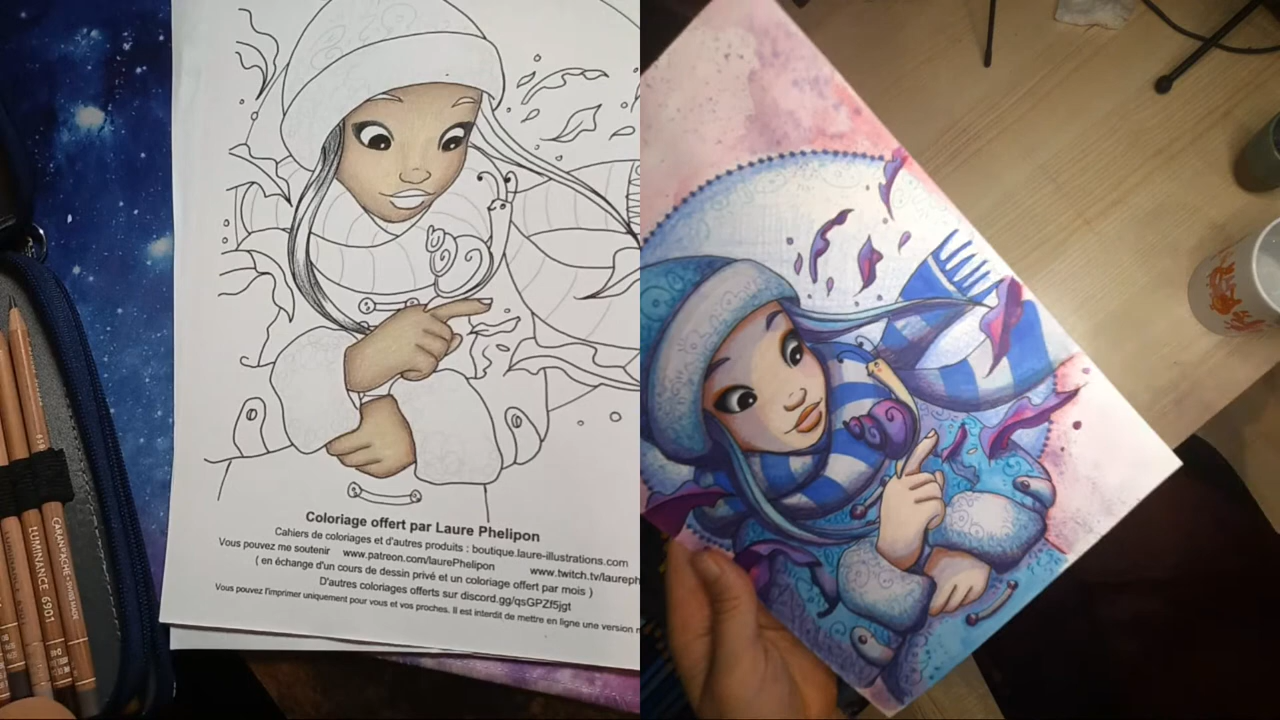 Coloriage offert par Laure Phelipon
Cahiers de coloriages et d'autres produits : boutique.laure-illustrations.com
Vous pouvez me soutenir www.patreon.com/laurePhelipon www.twitch.tv/laureph
( en échange d'un cours de dessin privé et un coloriage offert par mois )
D'autres coloriages offerts sur discord.gg/qsGPZf5jgt
Vous pouvez l'imprimer uniquement pour vous et vos proches. Il est interdit de mettre en ligne une version
CARAN D'ACHE SWISS MADE
LUMINANCE 6901